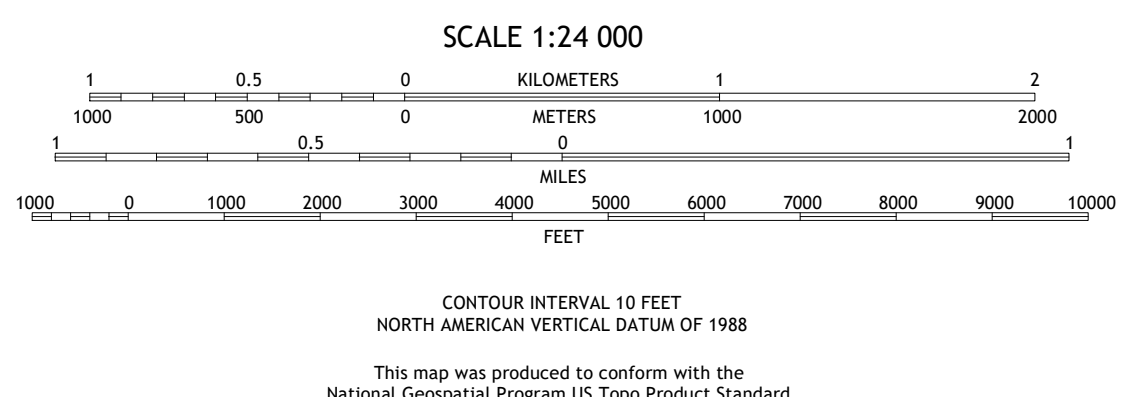 SCALE 1:24 000
1 0.5 0 KILOMETERS 1 2
1000 500 0 METERS 1000 2000
1 0.5 0 1
MILES
1000 0 1000 2000 3000 4000 5000 6000 7000 8000 9000 10000
FEET
CONTOUR INTERVAL 10 FEET
NORTH AMERICAN VERTICAL DATUM OF 1988
This map was produced to conform with the
National Geospatial Program US Topo Product Standard